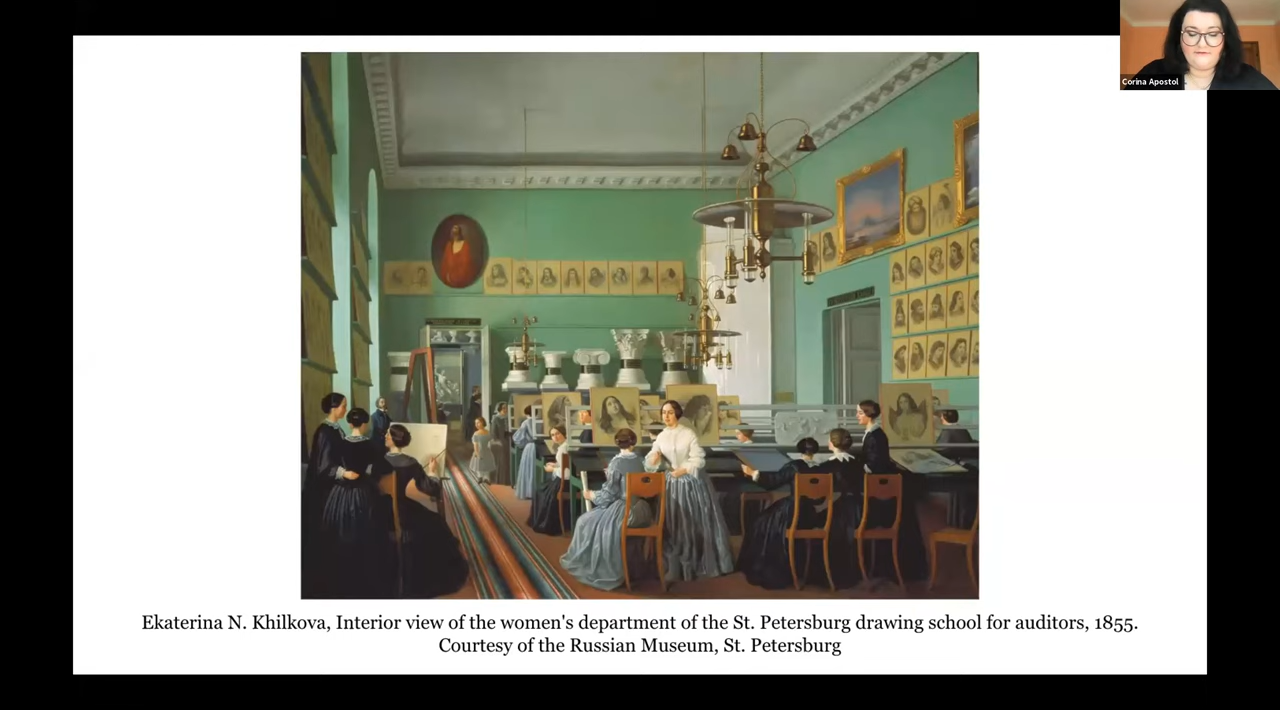 Corina Apostol
Ekaterina N. Khilkova, Interior view of the women's department of the St. Petersburg drawing school for auditors, 1855.
Courtesy of the Russian Museum, St. Petersburg